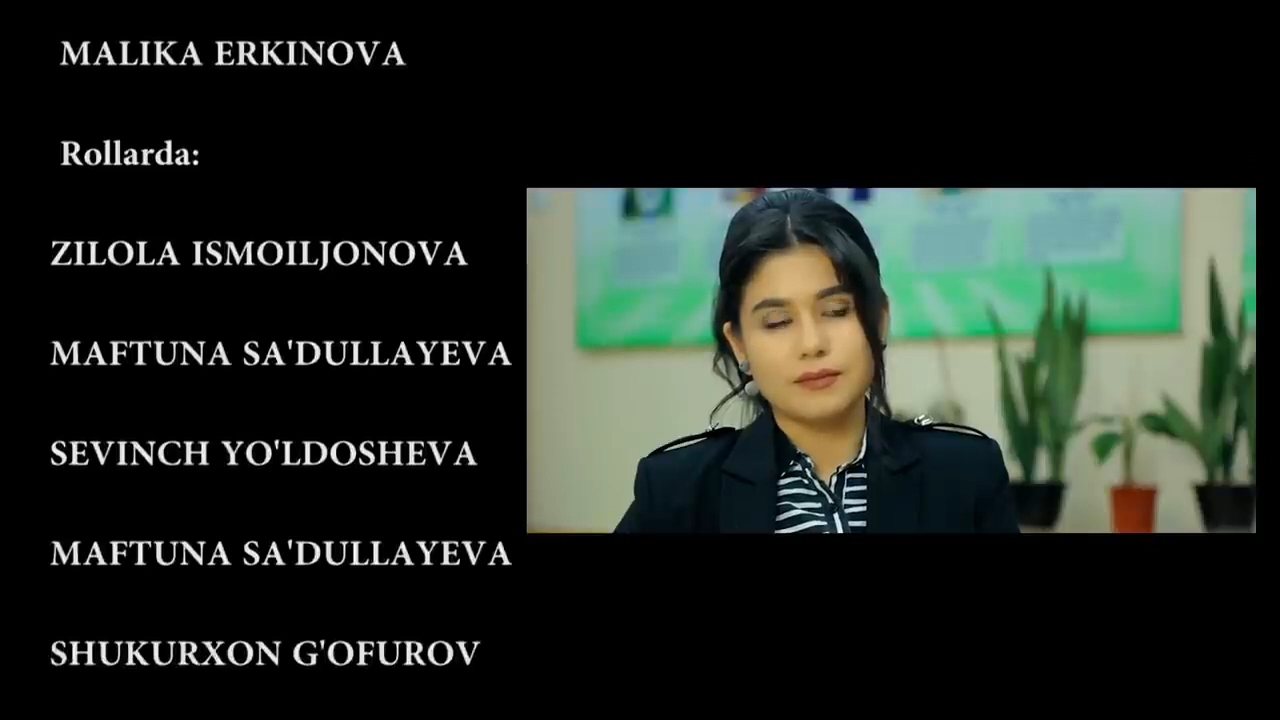 MALIKA ERKINOVA
Rollarda:
ZILOLA ISMOILJONOVA
MAFTUNA SA'DULLAYEVA
SEVINCH YO'LDOSHEVA
MAFTUNA SA'DULLAYEVA
SHUKURXON G'OFUROV